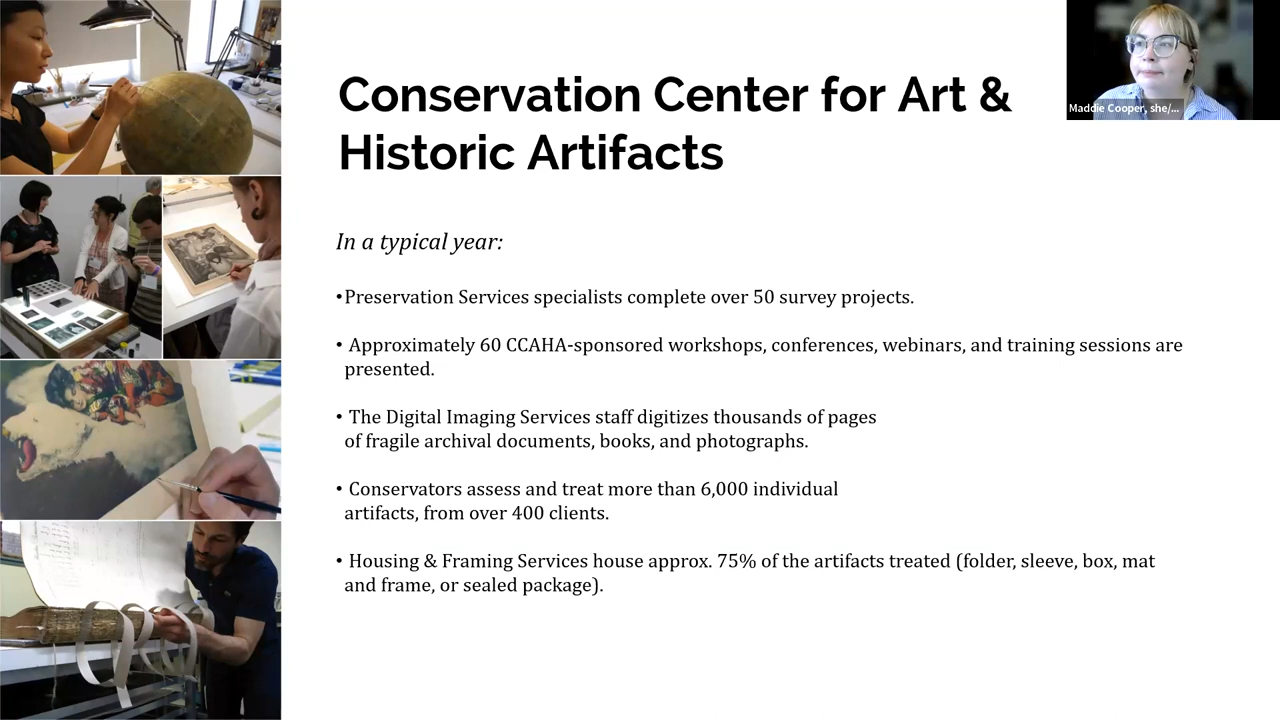 Conservation Center for Art &
Historic Artifacts
Maddie Cooper, she/...
In a typical year:
•Preservation Services specialists complete over 50 survey projects.
• Approximately 60 CCAHA-sponsored workshops, conferences, webinars, and training sessions are
presented.
• The Digital Imaging Services staff digitizes thousands of pages
of fragile archival documents, books, and photographs.
• Conservators assess and treat more than 6,000 individual
artifacts, from over 400 clients.
• Housing & Framing Services house approx. 75% of the artifacts treated (folder, sleeve, box, mat
and frame, or sealed package).